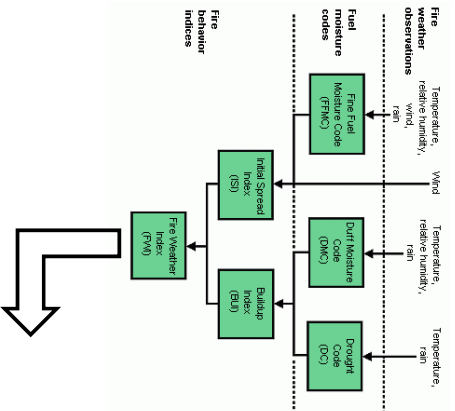 Fire
weather
observations
Temperature,
relative humidity,
wind,
rain
Wind
Temperature,
relative humidity,
rain
Temperature,
rain
Fuel
moisture
codes
Fine Fuel
Moisture Code
(FFMC)
Duff Moisture
Code
(DMC)
Drought
Code
(DC)
Fire
behavior
indices
Initial Spread
Index
(ISI)
Buildup
Index
(BUI)
Fire Weather
Index
(FWI)